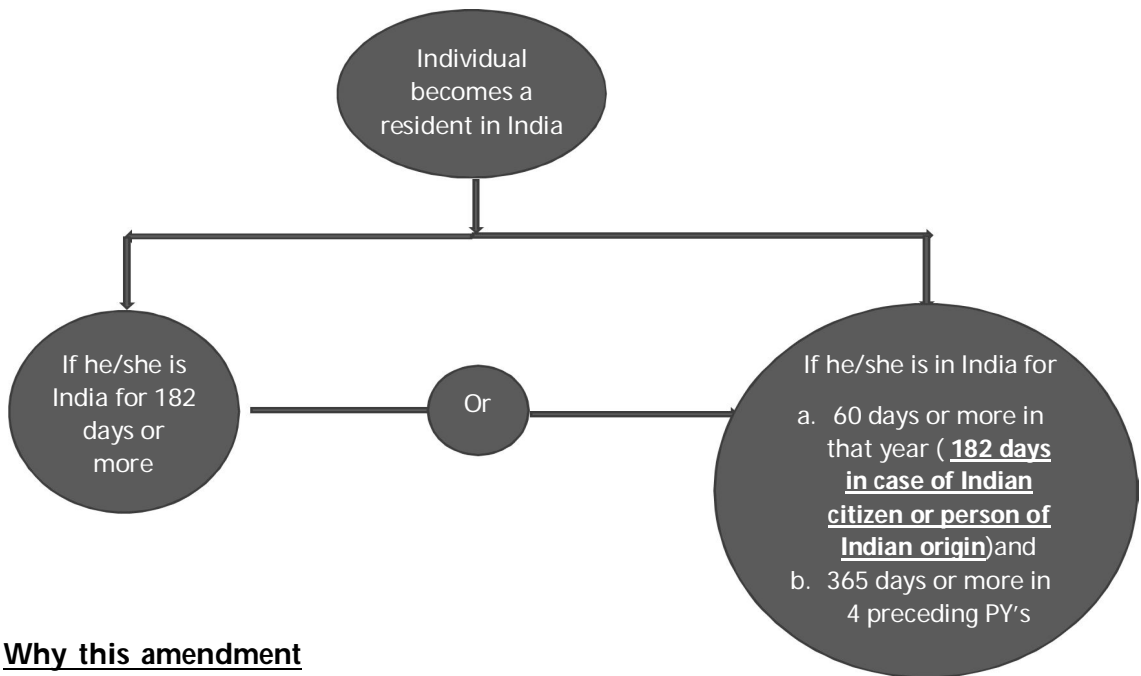 Individual
becomes a
resident in India
If he/she is
India for 182
days or
more
Or
If he/she is in India for
a. 60 days or more in
that year ( 182 days
in case of Indian
citizen or person of
Indian origin)and
b. 365 days or more in
4 preceding PY's
Why this amendment